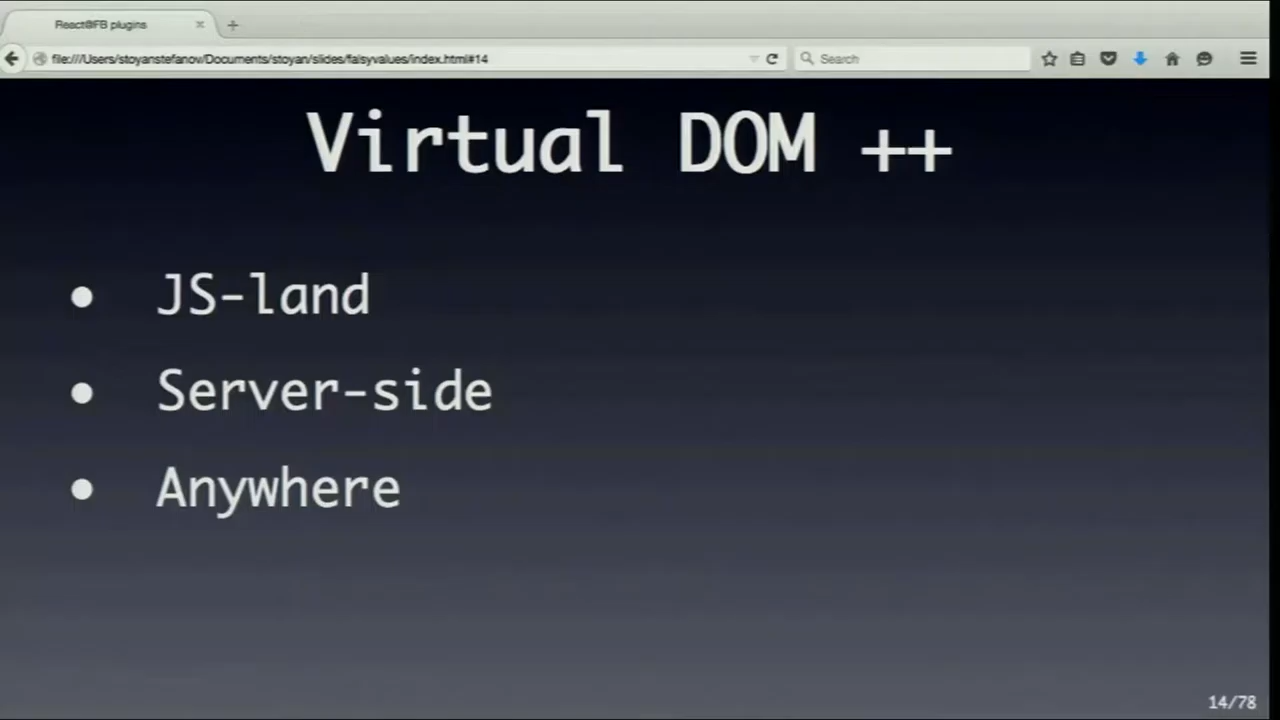 React@FB plugins
file:///Users/stoyanstefanov/Documents/stoyan/slides/falsyvalues/index.html#14
Search
Virtual DOM ++
• JS-land
• Server-side
• Anywhere
14/78